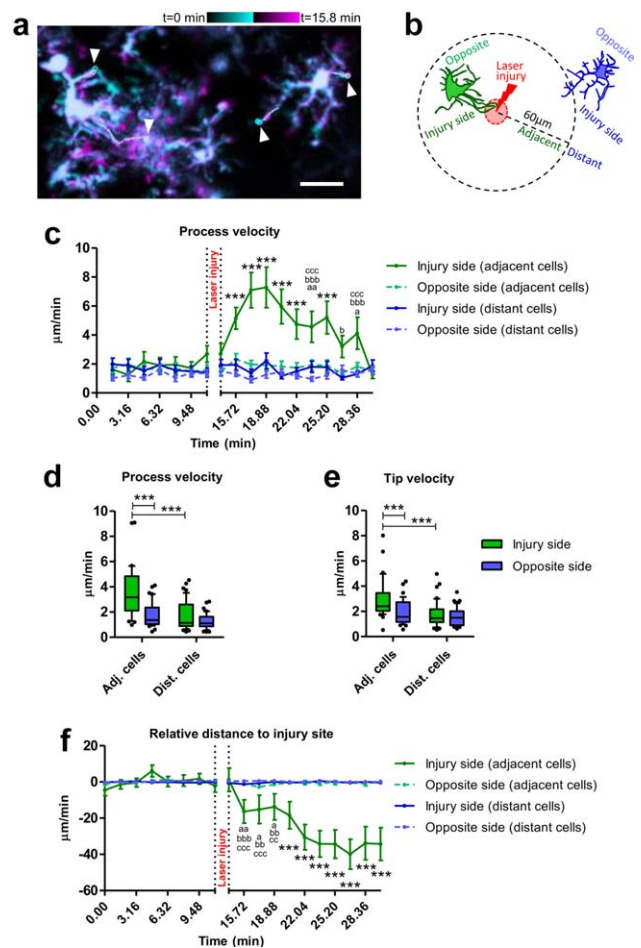 t=0 min t=15.8 min
a
b
Opposite
Opposite
Laser
injury
Injury side
60µm
Adjacent
Distant
Injury side
c
Process velocity
µm/min
10
8
6
4
2
0
Laser injury
***
***
***
***
***
ccc
bbb
aa
***
b
ccc
bbb
a
0.00 3.16 6.32 9.48 15.72 18.88 22.04 25.20 28.36
Time (min)
Injury side (adjacent cells)
Opposite side (adjacent cells)
Injury side (distant cells)
Opposite side (distant cells)
d
Process velocity
µm/min
10
8
6
4
2
0
***
***
Adj. cells
Dist. cells
e
Tip velocity
µm/min
10
8
6
4
2
0
***
***
Adj. cells
Dist. cells
Injury side
Opposite side
f
Relative distance to injury site
µm/min
20
0
-20
-40
-60
Laser injury
aa
bbb
ccc
a
bb
ccc
a
bb
cc
***
***
***
***
***
***
***
0.00 3.16 6.32 9.48 15.72 18.88 22.04 25.20 28.36
Time (min)
Injury side (adjacent cells)
Opposite side (adjacent cells)
Injury side (distant cells)
Opposite side (distant cells)